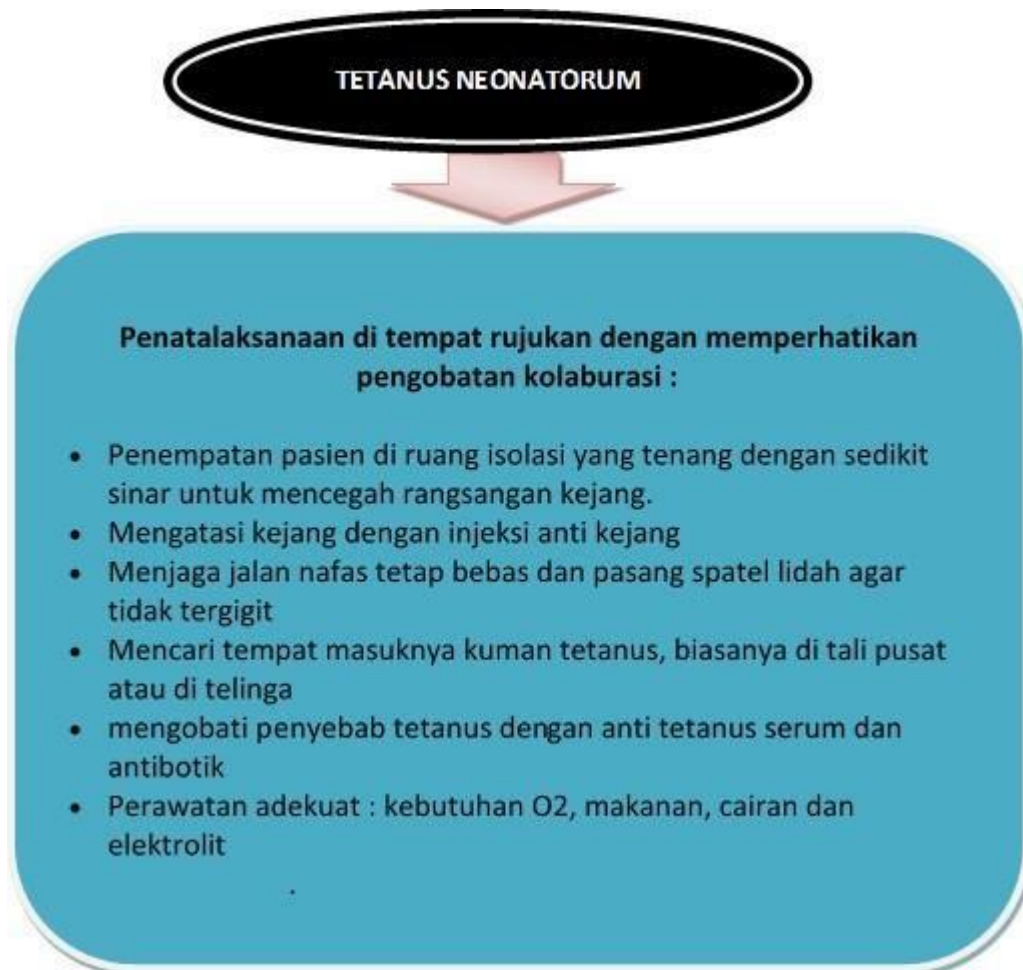 TETANUS NEONATORUM
Penatalaksanaan di tempat rujukan dengan memperhatikan
pengobatan kolaburasi :
• Penempatan pasien di ruang isolasi yang tenang dengan sedikit
sinar untuk mencegah rangsangan kejang.
• Mengatasi kejang dengan injeksi anti kejang
• Menjaga jalan nafas tetap bebas dan pasang spatel lidah agar
tidak tergigit
• Mencari tempat masuknya kuman tetanus, biasanya di tali pusat
atau di telinga
• mengobati penyebab tetanus dengan anti tetanus serum dan
antibotik
• Perawatan adekuat : kebutuhan O2, makanan, cairan dan
elektrolit
.